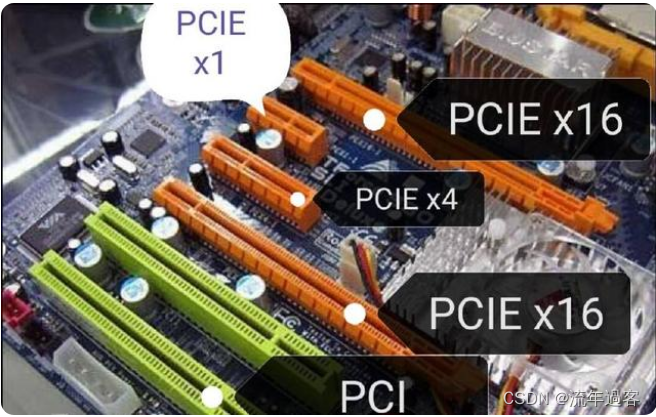 PCIE
x1
PCIE x16
PCIE x4
PCIE x16
PCI
CSDN @流年過客